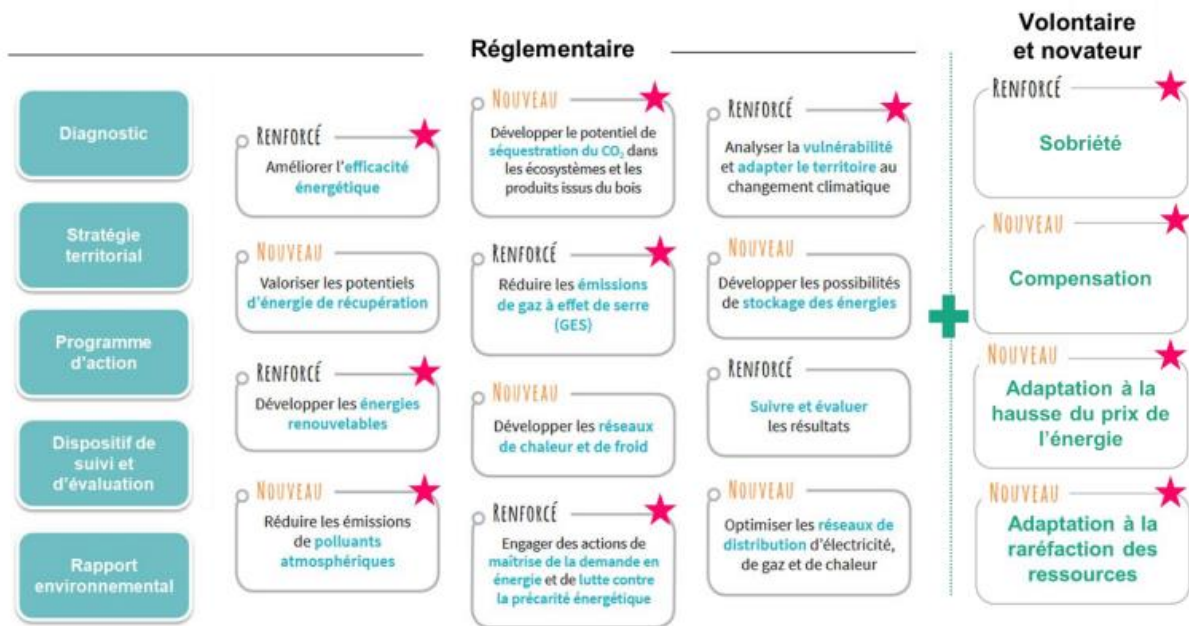 Réglementaire
Volontaire
et novateur
Diagnostic
Stratégie
territorial
Programme
d'action
Dispositif de
suivi et
d'évaluation
Rapport
environnemental
RENFORCÉ
Améliorer l'efficacité
énergétique
NOUVEAU
Valoriser les potentiels
d'énergie de récupération
RENFORCÉ
Développer les énergies
renouvelables
NOUVEAU
Réduire les émissions
de polluants
atmosphériques
NOUVEAU
Développer le potentiel de
séquestration du CO₂ dans
les écosystèmes et les
produits issus du bois
RENFORCÉ
Réduire les émissions
de gaz à effet de serre
(GES)
NOUVEAU
Développer les réseaux
de chaleur et de froid
RENFORCÉ
Engager des actions de
maîtrise de la demande en
énergie et de lutte contre
la précarité énergétique
RENFORCÉ
Analyser la vulnérabilité
et adapter le territoire au
changement climatique
NOUVEAU
Développer les possibilités
de stockage des énergies
RENFORCÉ
Suivre et évaluer
les résultats
NOUVEAU
Optimiser les réseaux de
distribution d'électricité,
de gaz et de chaleur
RENFORCÉ
Sobriété
NOUVEAU
Compensation
NOUVEAU
Adaptation à la
hausse du prix de
l'énergie
NOUVEAU
Adaptation à la
raréfaction des
ressources